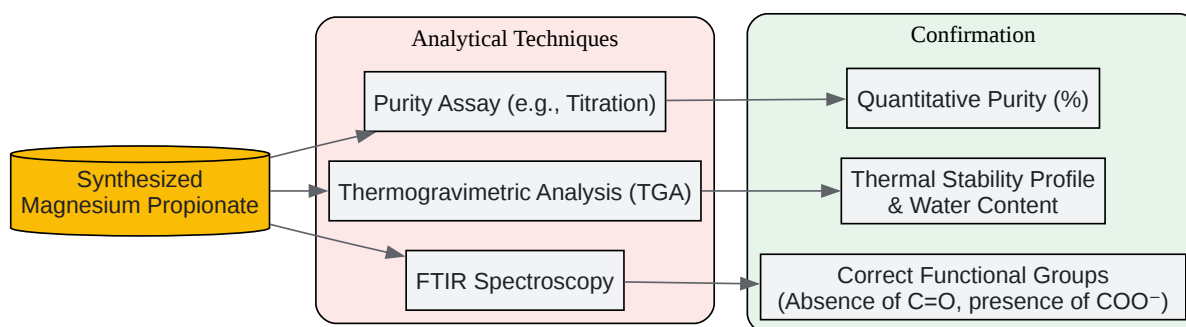 Analytical Techniques
Confirmation
Purity Assay (e.g., Titration)
Quantitative Purity (%)
Synthesized
Magnesium Propionate
Thermogravimetric Analysis (TGA)
Thermal Stability Profile
& Water Content
FTIR Spectroscopy
Correct Functional Groups
(Absence of C=O, presence of COO⁻)